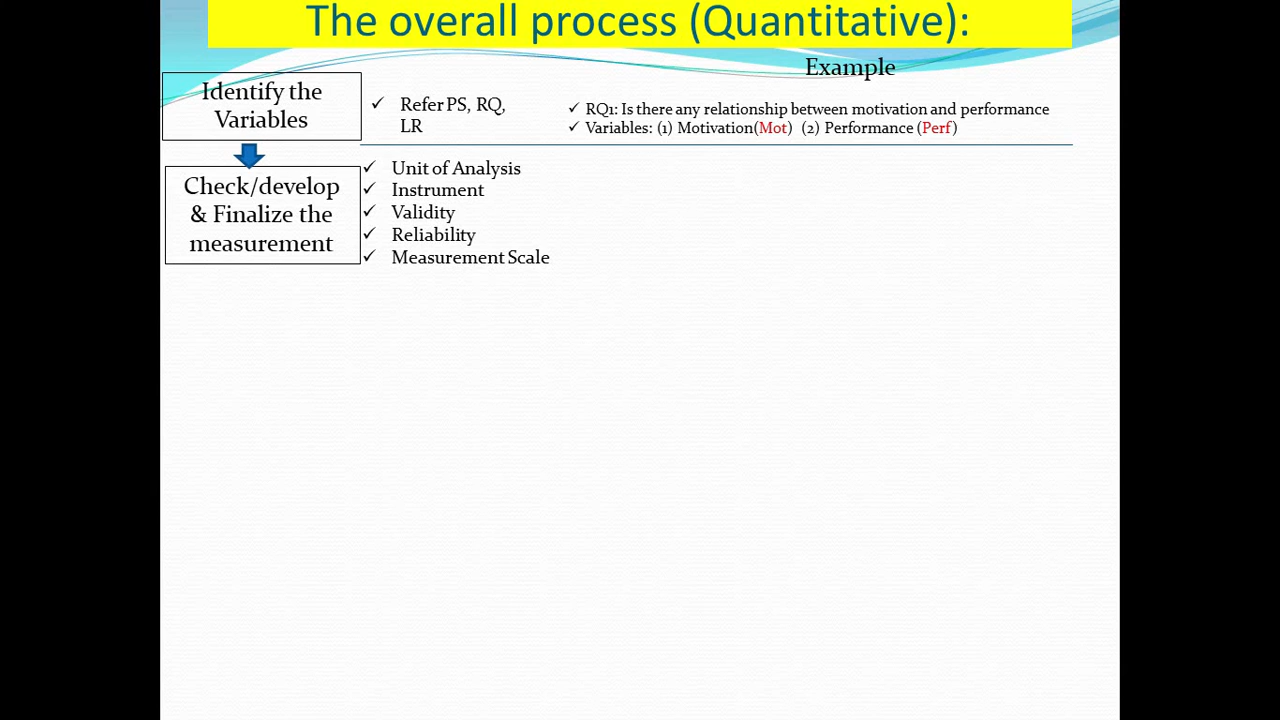 The overall process (Quantitative):
Example
Identify the
Variables
✓ Refer PS, RQ,
LR
✓ RQ1: Is there any relationship between motivation and performance
✓ Variables: (1) Motivation(Mot) (2) Performance (Perf)
Check/develop
& Finalize the
measurement
✓ Unit of Analysis
✓ Instrument
✓ Validity
✓ Reliability
✓ Measurement Scale